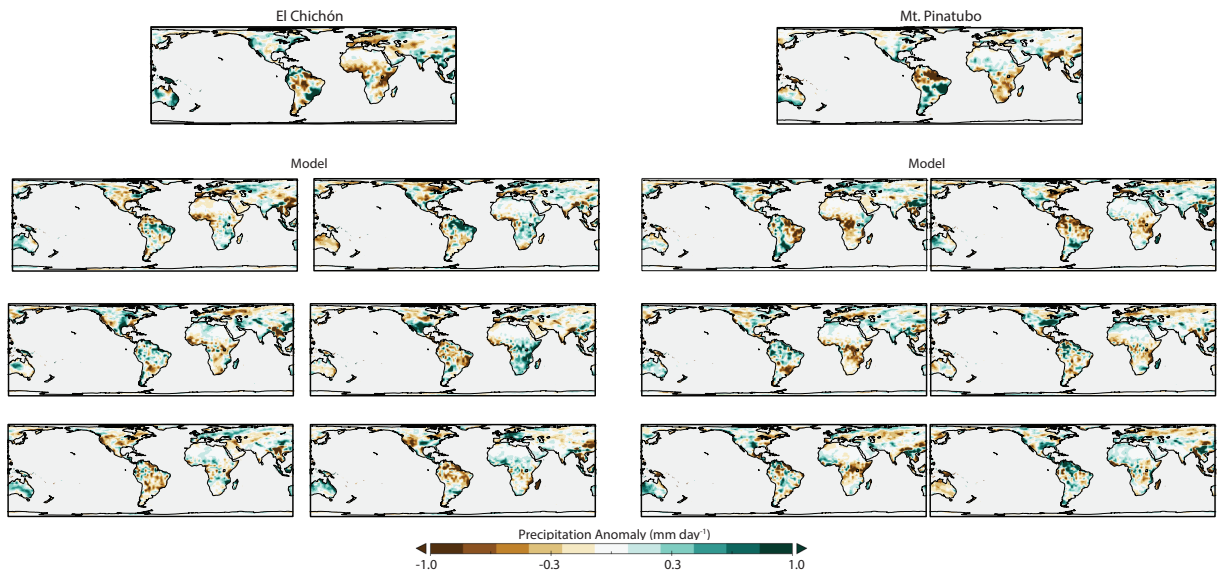 El Chichón
Mt. Pinatubo
Model
Model
Precipitation Anomaly (mm day⁻¹)
-1.0 -0.3 0.3 1.0